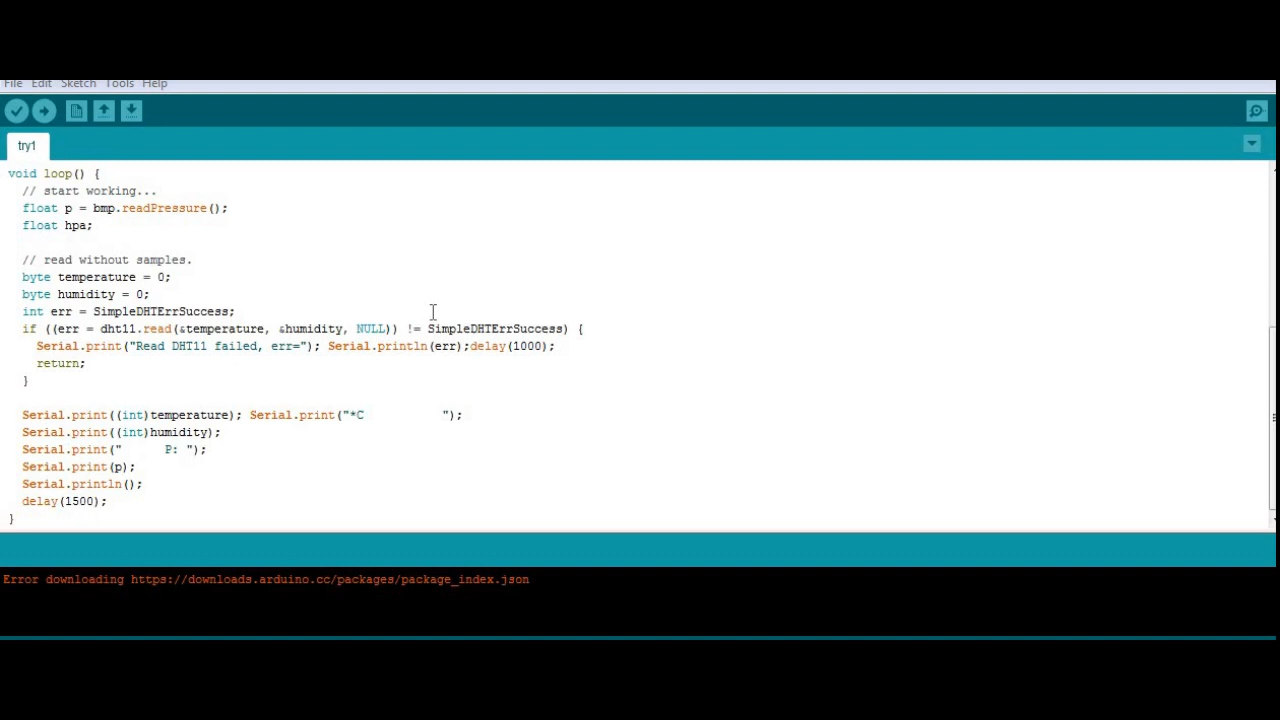 File Edit Sketch Tools Help
try1
void loop() {
  // start working...
  float p = bmp.readPressure();
  float hpa;
  // read without samples.
  byte temperature = 0;
  byte humidity = 0;
  int err = SimpleDHTErrSuccess;
  if ((err = dht11.read(&temperature, &humidity, NULL)) != SimpleDHTErrSuccess) {
    Serial.print("Read DHT11 failed, err="); Serial.println(err);delay(1000);
    return;
  }
  Serial.print((int)temperature); Serial.print("*C           ");
  Serial.print((int)humidity);
  Serial.print("      P: ");
  Serial.print(p);
  Serial.println();
  delay(1500);
}
Error downloading https://downloads.arduino.cc/packages/package_index.json